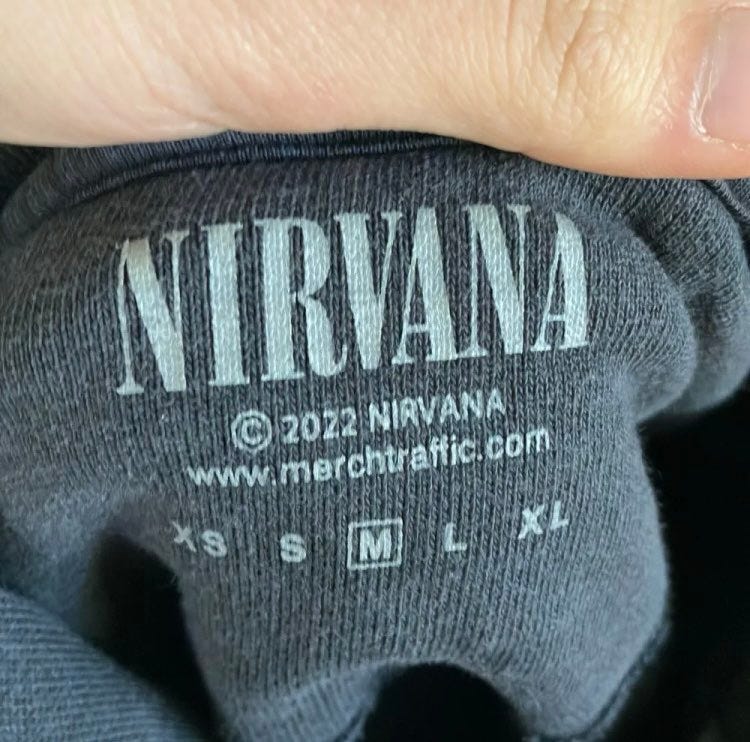 NIRVANA
© 2022 NIRVANA
www.merchtraffic.com
XS S M L XL